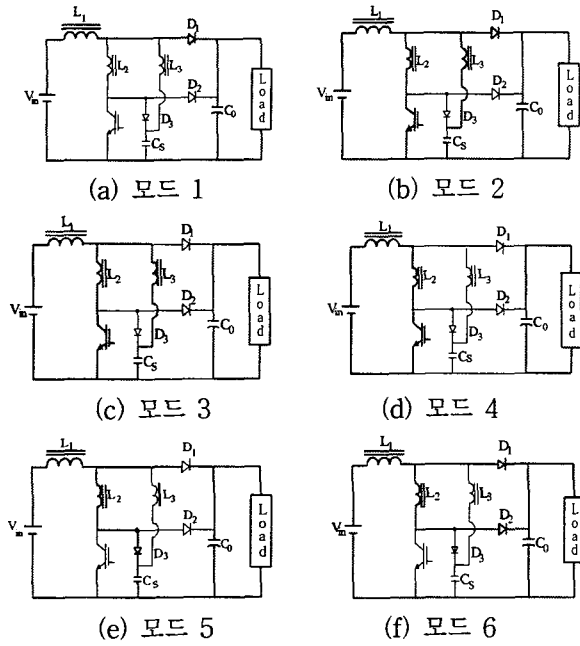 L1
D1
L2
L3
Vin
D2
D3
C0
CS
Load
(a) 모드 1
L1
D1
L2
L3
Vin
D2
D3
C0
CS
Load
(b) 모드 2
L1
D1
L2
L3
Vin
D2
D3
C0
CS
Load
(c) 모드 3
L1
D1
L2
L3
Vin
D2
D3
C0
CS
Load
(d) 모드 4
L1
D1
L2
L3
Vin
D2
D3
C0
CS
Load
(e) 모드 5
L1
D1
L2
L3
Vin
D2
D3
C0
CS
Load
(f) 모드 6